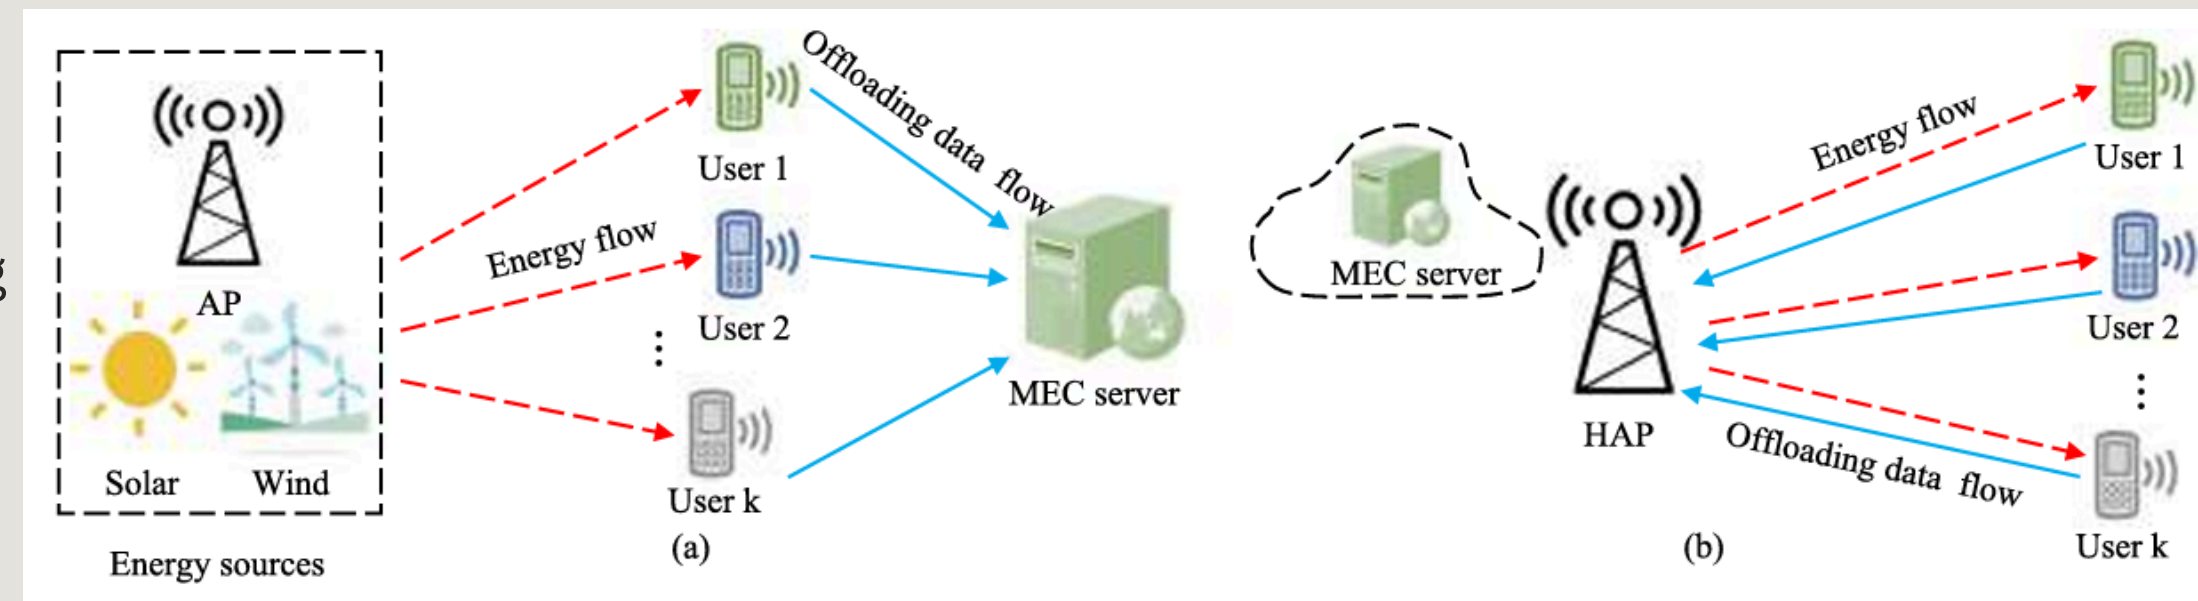 g
AP
Solar
Wind
Energy sources
Energy flow
User 1
User 2
⋮
User k
Offloading data flow
MEC server
(a)
MEC server
HAP
Energy flow
Offloading data flow
User 1
User 2
⋮
User k
(b)